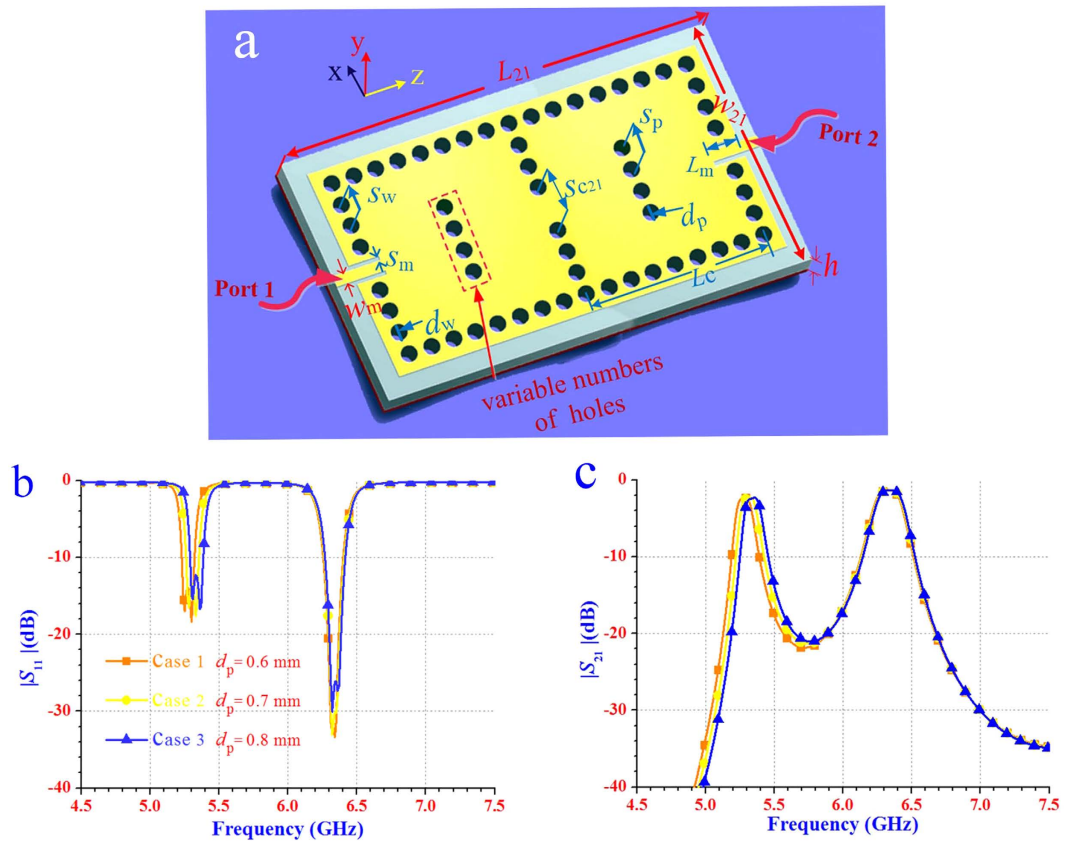 a
y
x
z
L21
w21
Port 2
sp
Lm
sw
Sc21
dp
sm
h
Port 1
wm
Lc
dw
variable numbers
of holes
b
0
-10
-20
-30
-40
|S11|(dB)
Case 1 dp= 0.6 mm
Case 2 dp= 0.7 mm
Case 3 dp= 0.8 mm
4.5 5.0 5.5 6.0 6.5 7.0 7.5
Frequency (GHz)
c
0
-10
-20
-30
-40
|S21|(dB)
4.5 5.0 5.5 6.0 6.5 7.0 7.5
Frequency (GHz)